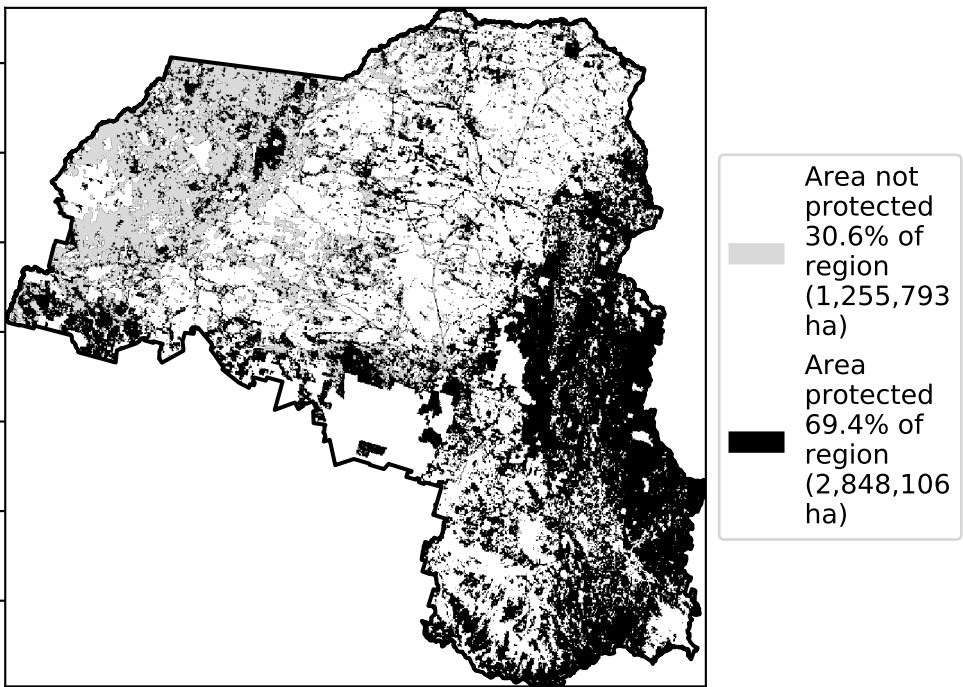 Area not
protected
30.6% of
region
(1,255,793
ha)
Area
protected
69.4% of
region
(2,848,106
ha)